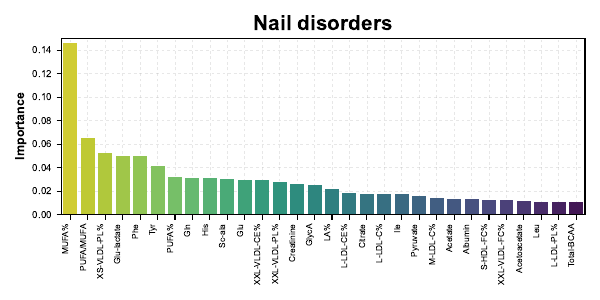 Nail disorders
Importance
0.14
0.12
0.10
0.08
0.06
0.04
0.02
0.00
MUFA%
PUFA/MUFA
XS-VLDL-PL%
Glu-lactate
Phe
Tyr
PUFA%
Gln
His
Sc-ala
Glu
XXL-VLDL-CE%
XXL-VLDL-PL%
Creatinine
GlycA
LA%
L-LDL-CE%
Citrate
L-LDL-C%
Ile
Pyruvate
M-LDL-C%
Acetate
Albumin
S-HDL-FC%
XXL-VLDL-FC%
Acetoacetate
Leu
L-LDL-PL%
Total-BCAA